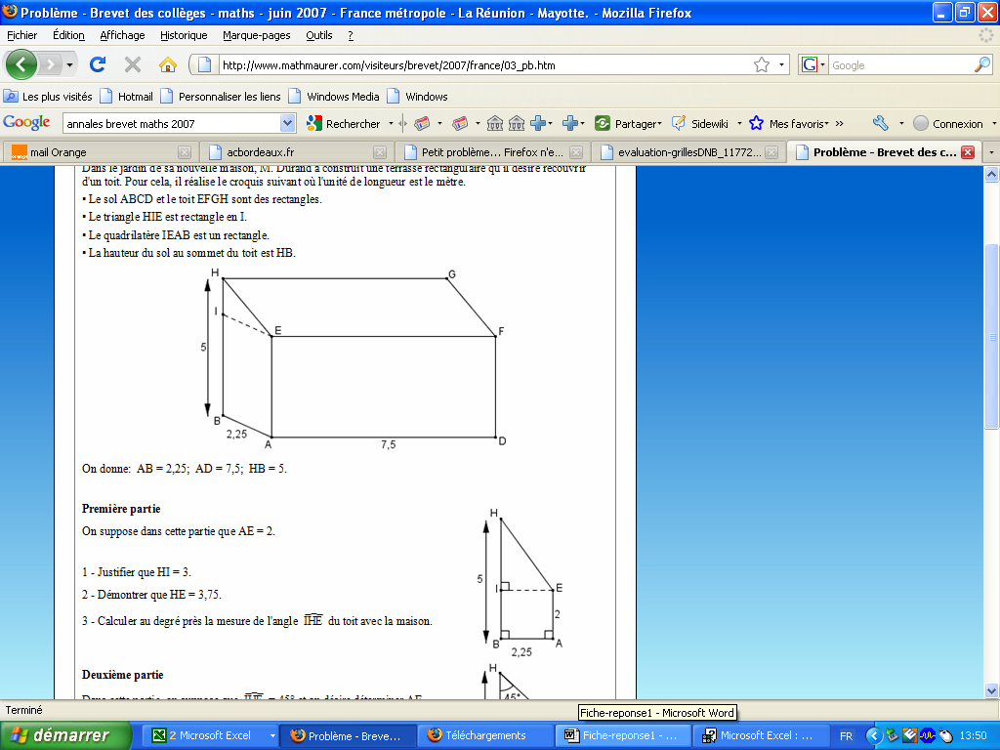 Problème - Brevet des collèges - maths - juin 2007 - France métropole - La Réunion - Mayotte. - Mozilla Firefox
Fichier Édition Affichage Historique Marque-pages Outils ?
http://www.mathmaurer.com/visiteurs/brevet/2007/france/03_pb.htm
G Google
Les plus visités Hotmail Personnaliser les liens Windows Media Windows
Google annales brevet maths 2007 Rechercher Partager Sidewiki Mes favoris » Connexion
mail Orange acbordeaux.fr Petit problème... Firefox n'e... evaluation-grillesDNB_11772... Problème - Brevet des c...
Dans le jardin de sa nouvelle maison, M. Durand a construit une terrasse rectangulaire qu'il désire recouvrir
d'un toit. Pour cela, il réalise le croquis suivant où l'unité de longueur est le mètre.
▪ Le sol ABCD et le toit EFGH sont des rectangles.
▪ Le triangle HIE est rectangle en I.
▪ Le quadrilatère IEAB est un rectangle.
▪ La hauteur du sol au sommet du toit est HB.
H G
I
E F
5
B
2,25
A 7,5 D
On donne: AB = 2,25; AD = 7,5; HB = 5.
Première partie
H
On suppose dans cette partie que AE = 2.
1 - Justifier que HI = 3.
5
I E
2 - Démontrer que HE = 3,75.
2
3 - Calculer au degré près la mesure de l'angle IHE du toit avec la maison.
B A
2,25
Deuxième partie
H
45°
Dans cette partie, on suppose que IHE = 45° et on désire déterminer AE.
Terminé
Fiche-reponse1 - Microsoft Word
démarrer 2 Microsoft Excel Problème - Breve... Téléchargements Fiche-reponse1 - ... Microsoft Excel : ... FR 13:50